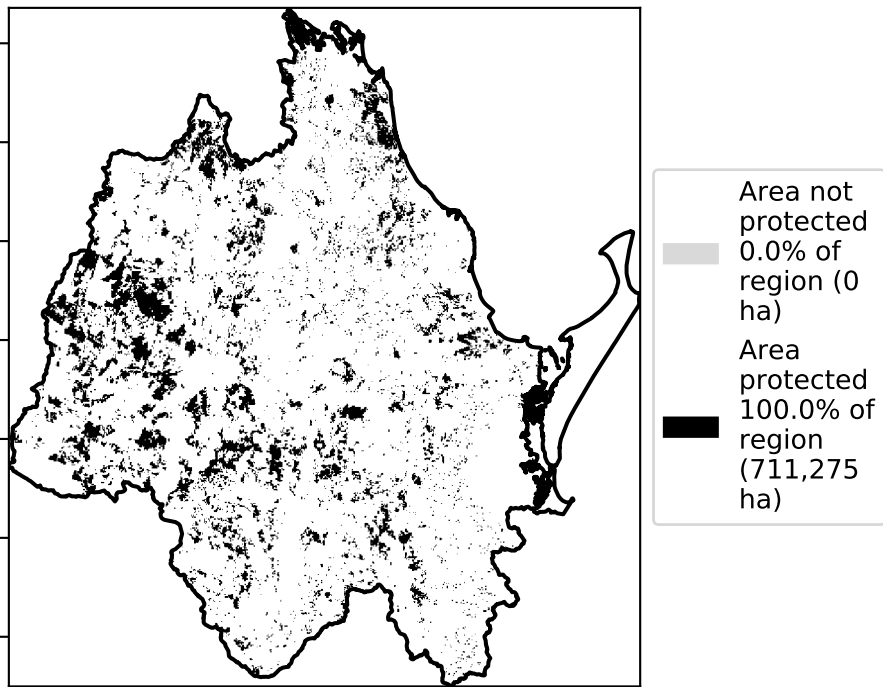 Area not
protected
0.0% of
region (0
ha)
Area
protected
100.0% of
region
(711,275
ha)